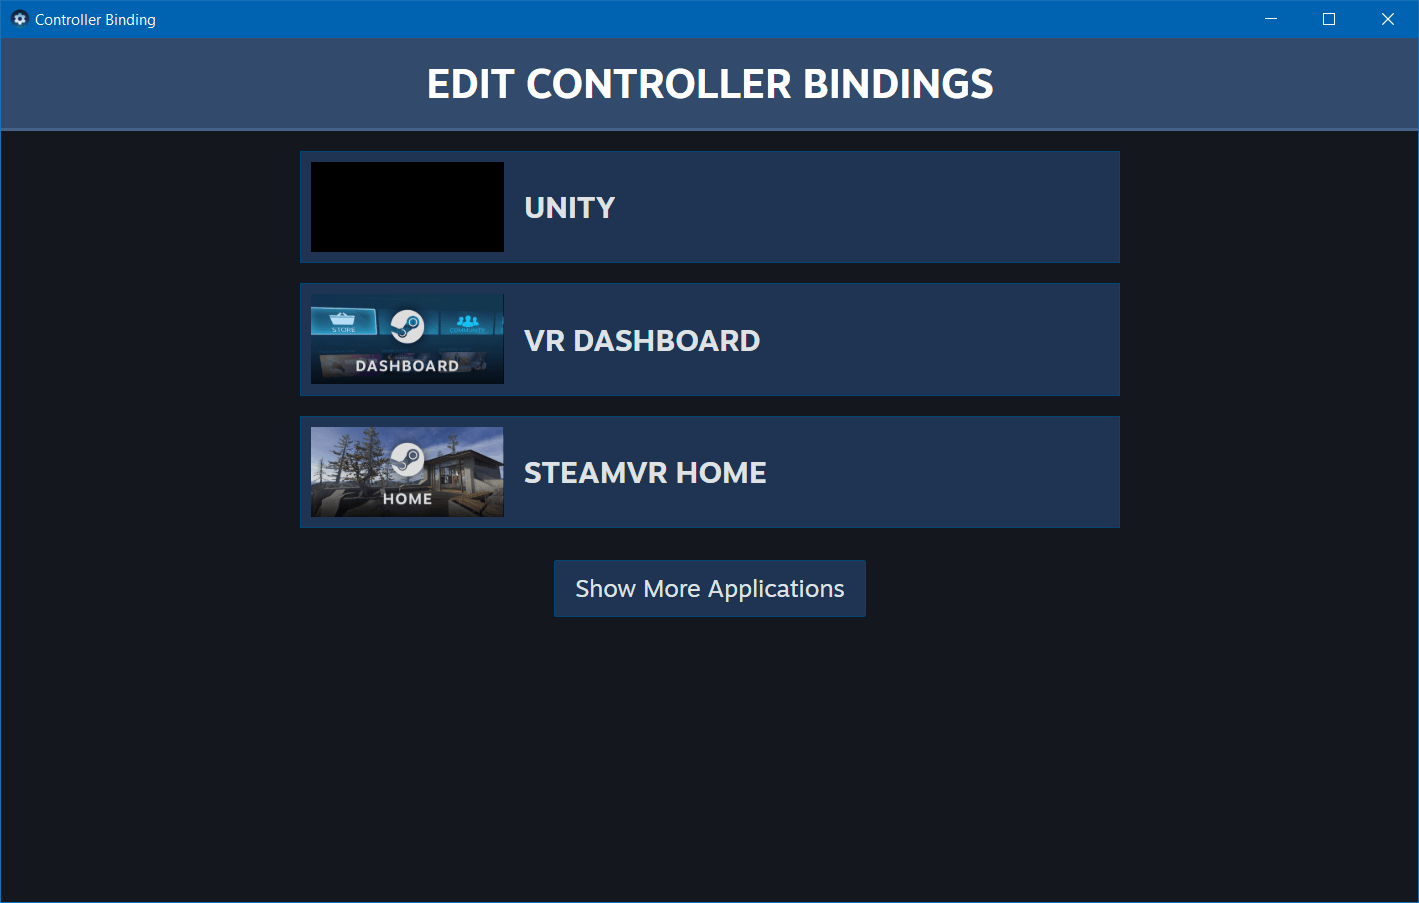 Controller Binding
EDIT CONTROLLER BINDINGS
UNITY
STORE
COMMUNITY
DASHBOARD
VR DASHBOARD
HOME
STEAMVR HOME
Show More Applications